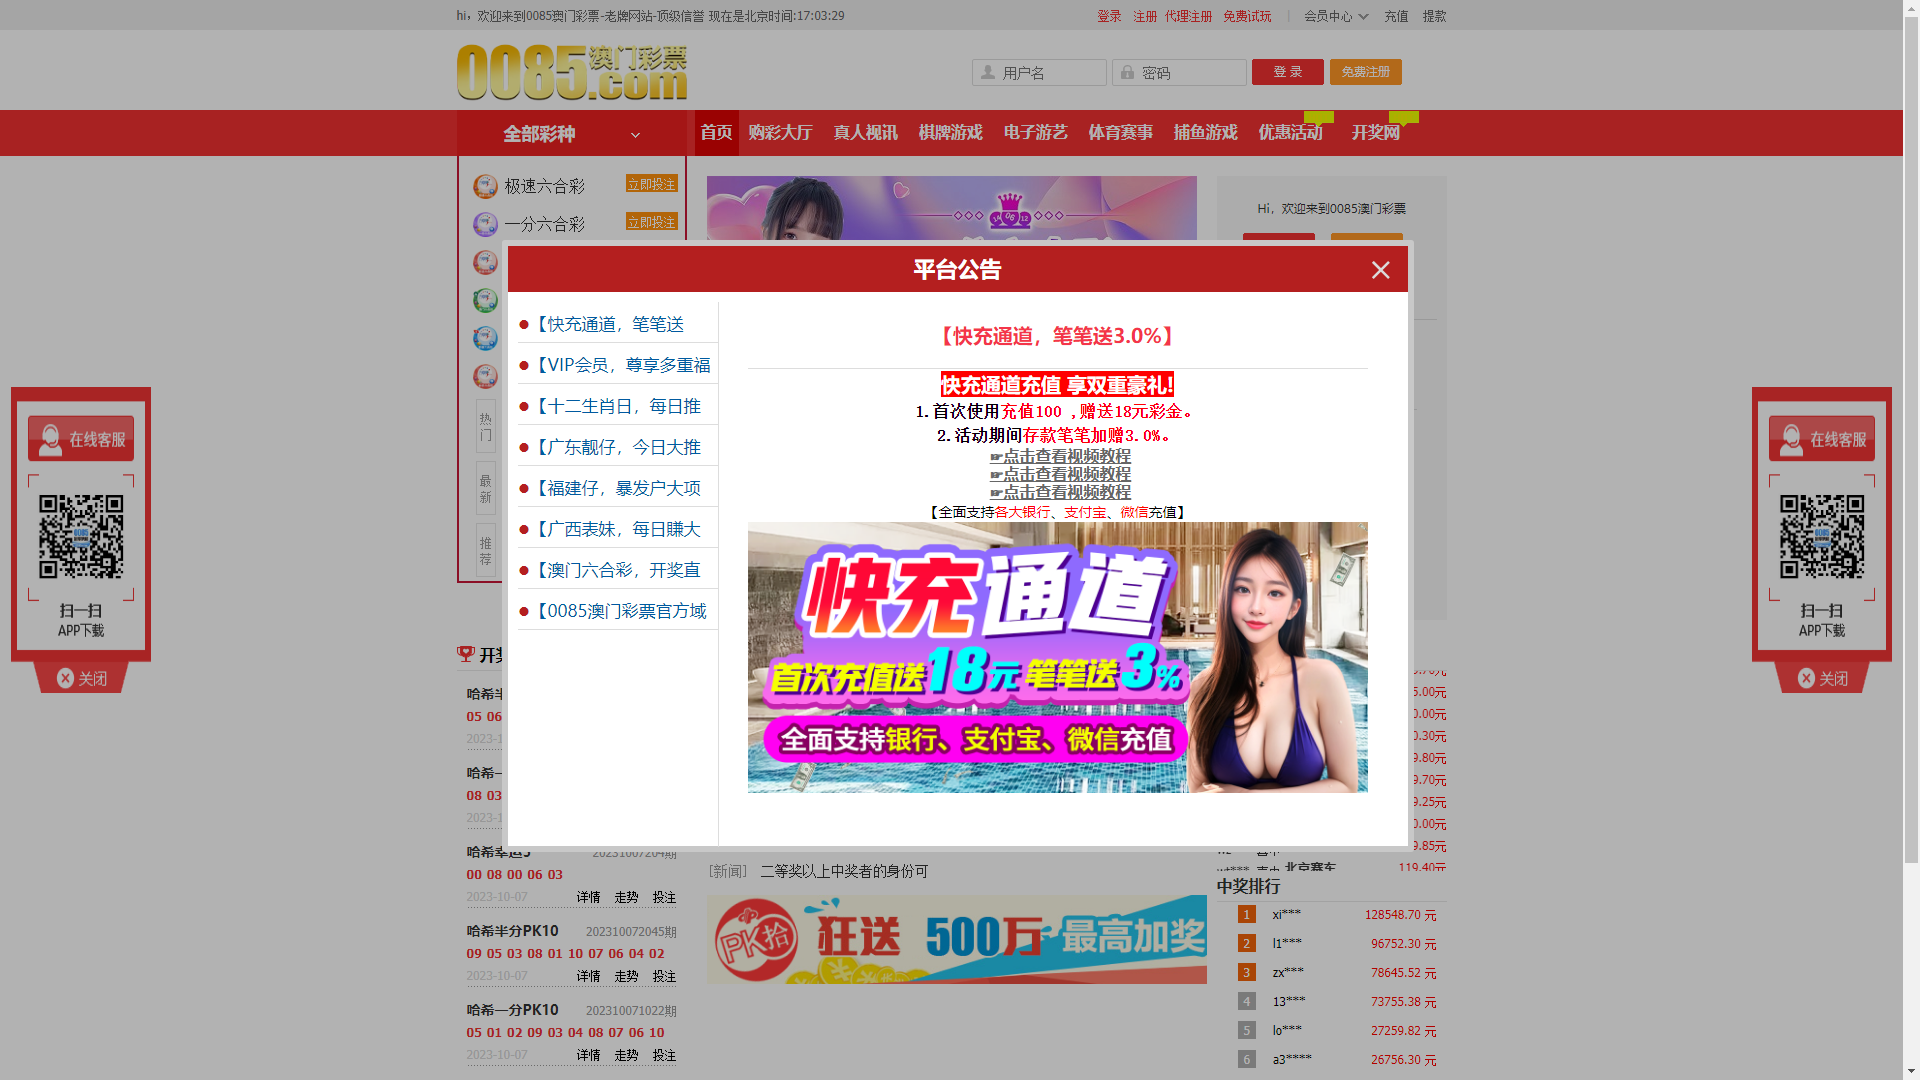 hi，欢迎来到0085澳门彩票-老牌网站-顶级信誉 现在是北京时间:17:03:29
登录 注册 代理注册 免费试玩 会员中心 充值 提款
0085.com 澳门彩票
用户名 密码 登 录 免费注册
全部彩种
首页 购彩大厅 真人视讯 棋牌游戏 电子游艺 体育赛事 捕鱼游戏 优惠活动 开奖网
极速六合彩 立即投注
一分六合彩 立即投注
热门
最新
推荐
Hi，欢迎来到0085澳门彩票
平台公告
【快充通道，笔笔送
【VIP会员，尊享多重福
【十二生肖日，每日推
【广东靓仔，今日大推
【福建仔，暴发户大项
【广西表妹，每日賺大
【澳门六合彩，开奖直
【0085澳门彩票官方域
【快充通道，笔笔送3.0%】
快充通道充值 享双重豪礼!
1.首次使用充值100 ,赠送18元彩金。
2.活动期间存款笔笔加赠3.0%。
☛点击查看视频教程
☛点击查看视频教程
☛点击查看视频教程
【全面支持各大银行、支付宝、微信充值】
快充通道
首次充值送18元 笔笔送3%
全面支持银行、支付宝、微信充值
在线客服
扫一扫
APP下载
关闭
在线客服
扫一扫
APP下载
关闭
哈希半
05 06
2023-1
哈希一
08 03
2023-1
00 08 00 06 03
2023-10-07 详情 走势 投注
哈希半分PK10 202310072045期
09 05 03 08 01 10 07 06 04 02
2023-10-07 详情 走势 投注
哈希一分PK10 202310071022期
05 01 02 09 03 04 08 07 06 10
2023-10-07 详情 走势 投注
[新闻] 二等奖以上中奖者的身份可
PK拾 狂送500万 最高加奖
5.00元
0.00元
0.30元
9.80元
9.70元
9.25元
0.00元
9.85元
北京赛车 119.40元
中奖排行
1 xi*** 128548.70 元
2 l1*** 96752.30 元
3 zx*** 78645.52 元
4 13*** 73755.38 元
5 lo*** 27259.82 元
6 a3**** 26756.30 元